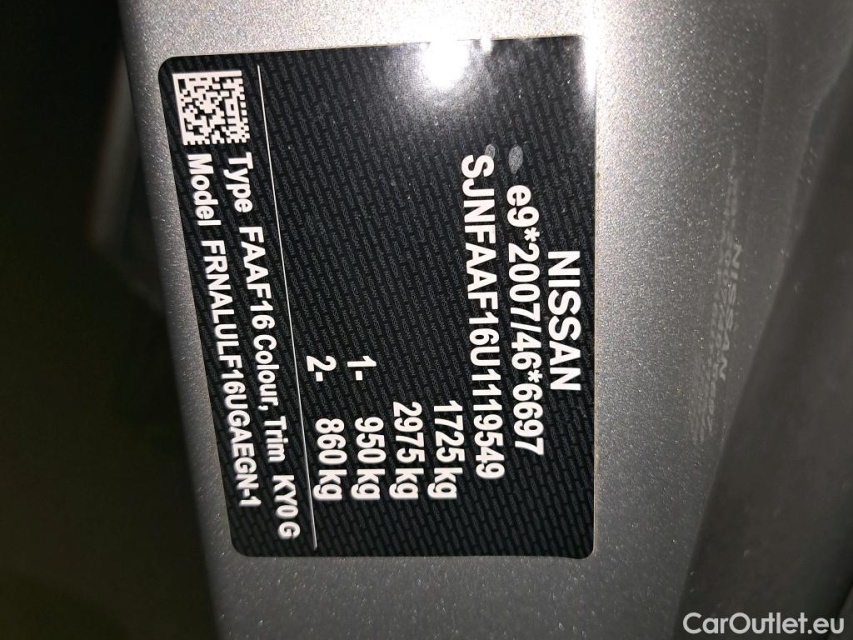 NISSAN
e9*2007/46*6697
SJNFAAF16U1119549
1725 kg
2975 kg
1- 950 kg
2- 860 kg
Type FAAF16 Colour, Trim KY0 G
Model FRNALULF16UGAEGN-1
CarOutlet.eu